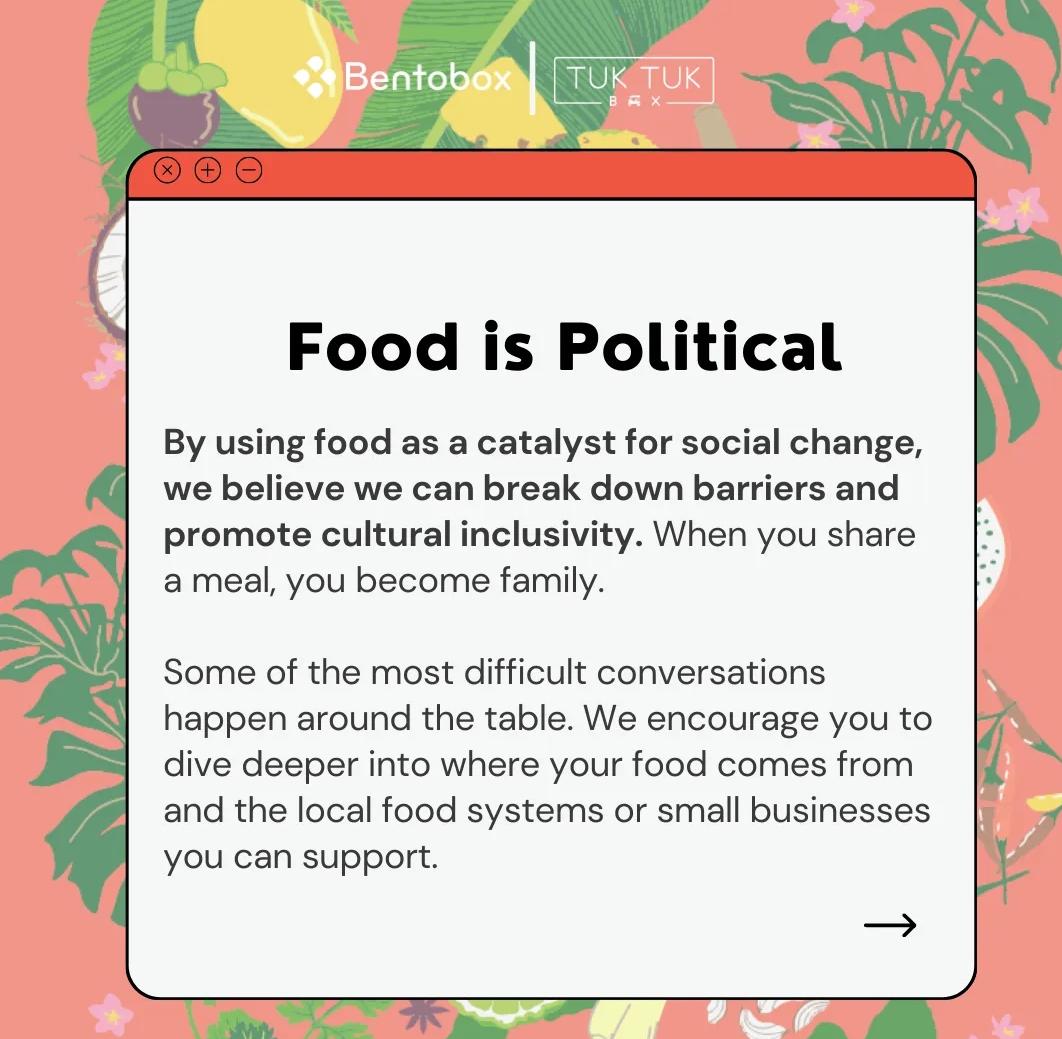 Bentobox
TUK TUK
BOX
Food is Political
By using food as a catalyst for social change,
we believe we can break down barriers and
promote cultural inclusivity. When you share
a meal, you become family.
Some of the most difficult conversations
happen around the table. We encourage you to
dive deeper into where your food comes from
and the local food systems or small businesses
you can support.